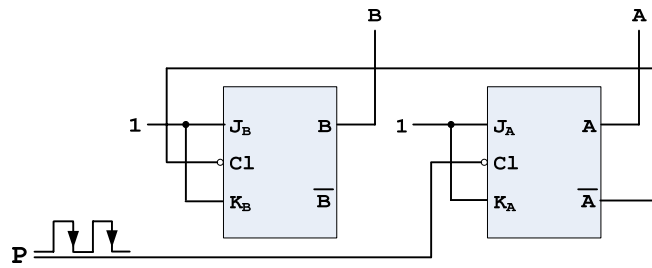 B A
1 J_B B 1 J_A A
Cl Cl
K_B B̅ K_A A̅
P